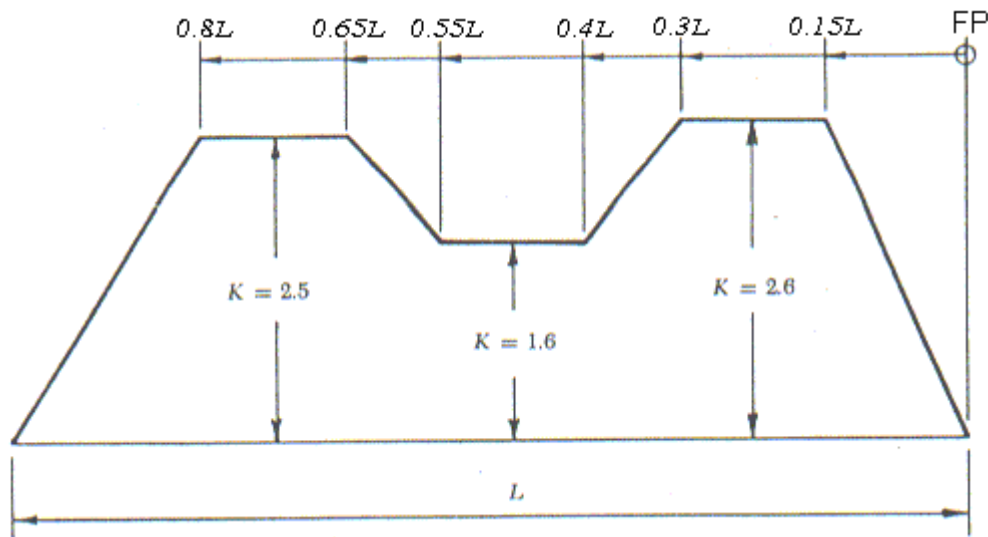 0.8L 0.65L 0.55L 0.4L 0.3L 0.15L FP
K = 2.5
K = 2.6
K = 1.6
L